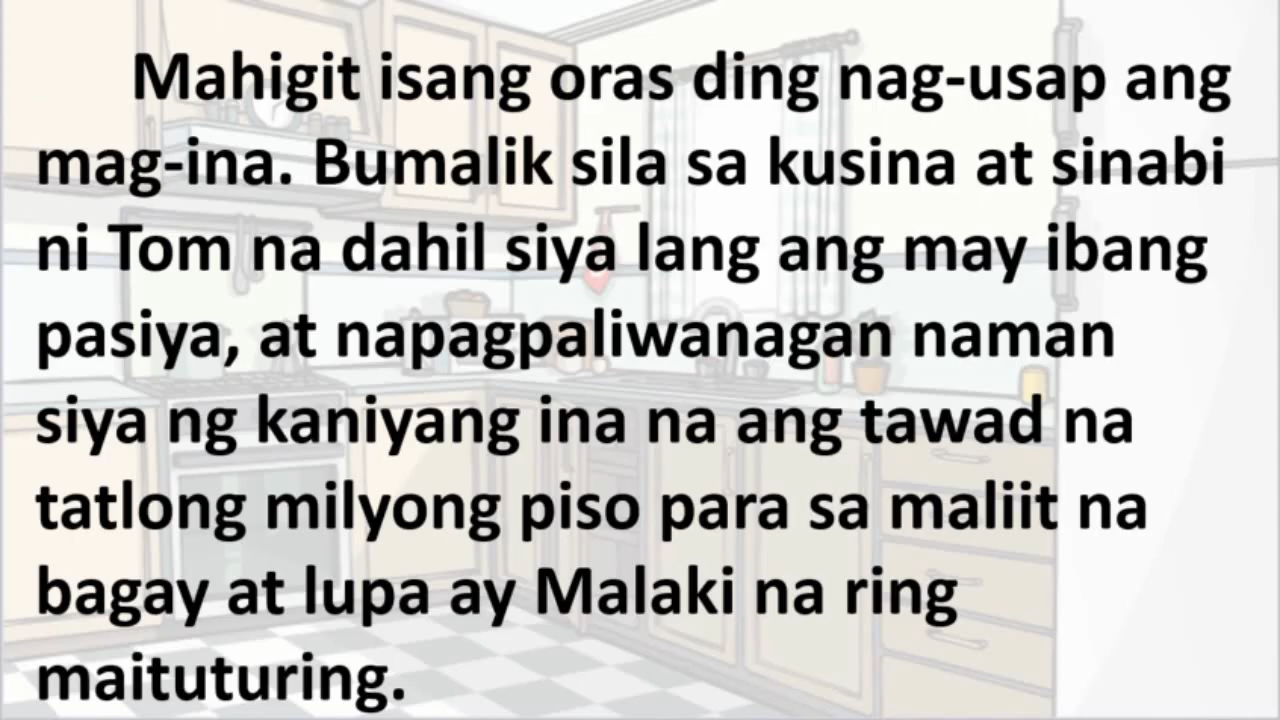 Mahigit isang oras ding nag-usap ang
mag-ina. Bumalik sila sa kusina at sinabi
ni Tom na dahil siya lang ang may ibang
pasiya, at napagpaliwanagan naman
siya ng kaniyang ina na ang tawad na
tatlong milyong piso para sa maliit na
bagay at lupa ay Malaki na ring
maituturing.